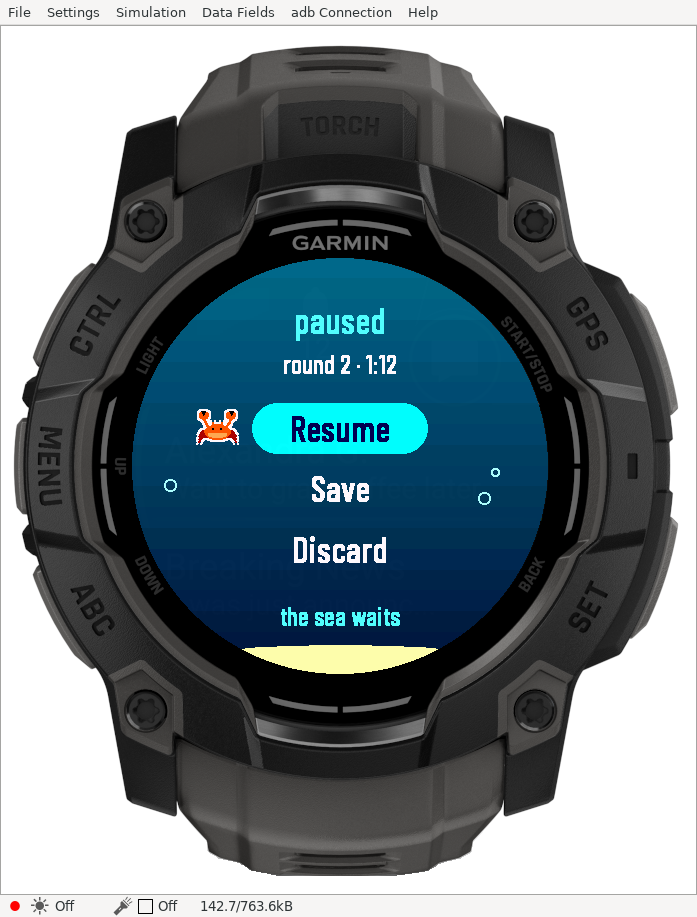 File Settings Simulation Data Fields adb Connection Help
TORCH
GARMIN
CTRL
GPS
LIGHT
START/STOP
paused
round 2 · 1:12
Resume
MENU
UP
Save
Discard
DOWN
BACK
ABC
SET
the sea waits
Off Off 142.7/763.6kB